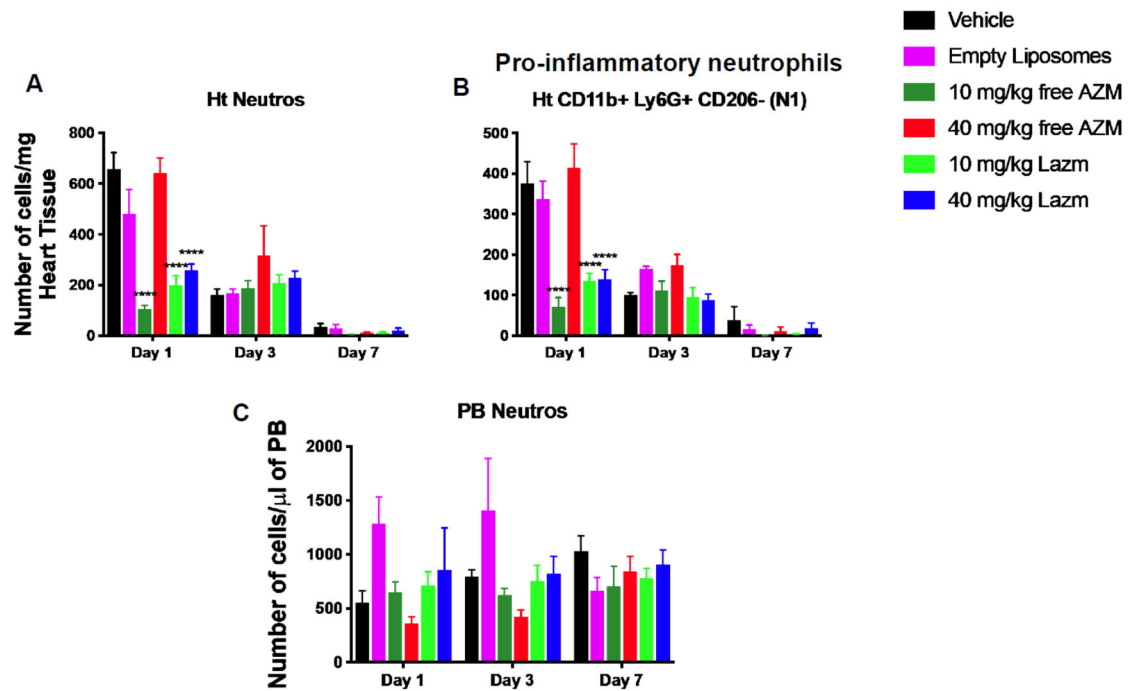 Vehicle
Empty Liposomes
10 mg/kg free AZM
40 mg/kg free AZM
10 mg/kg Lazm
40 mg/kg Lazm
A
Ht Neutros
Number of cells/mg
Heart Tissue
800
600
400
200
0
****
****
****
Day 1
Day 3
Day 7
Pro-inflammatory neutrophils
B
Ht CD11b+ Ly6G+ CD206- (N1)
500
400
300
200
100
0
****
****
****
Day 1
Day 3
Day 7
C
PB Neutros
Number of cells/μl of PB
2000
1500
1000
500
0
Day 1
Day 3
Day 7